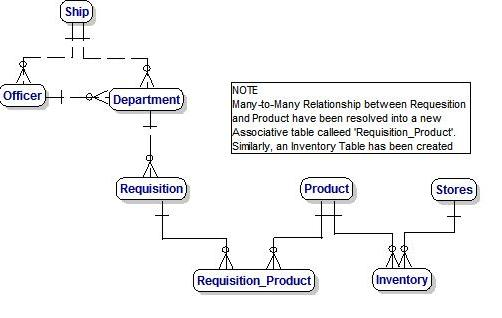 Ship
Officer
Department
NOTE
Many-to-Many Relationship between Requesition
and Product have been resolved into a new
Associative table calleed 'Requisition_Product'.
Similarly, an Inventory Table has been created
Requisition
Product
Stores
Requisition_Product
Inventory